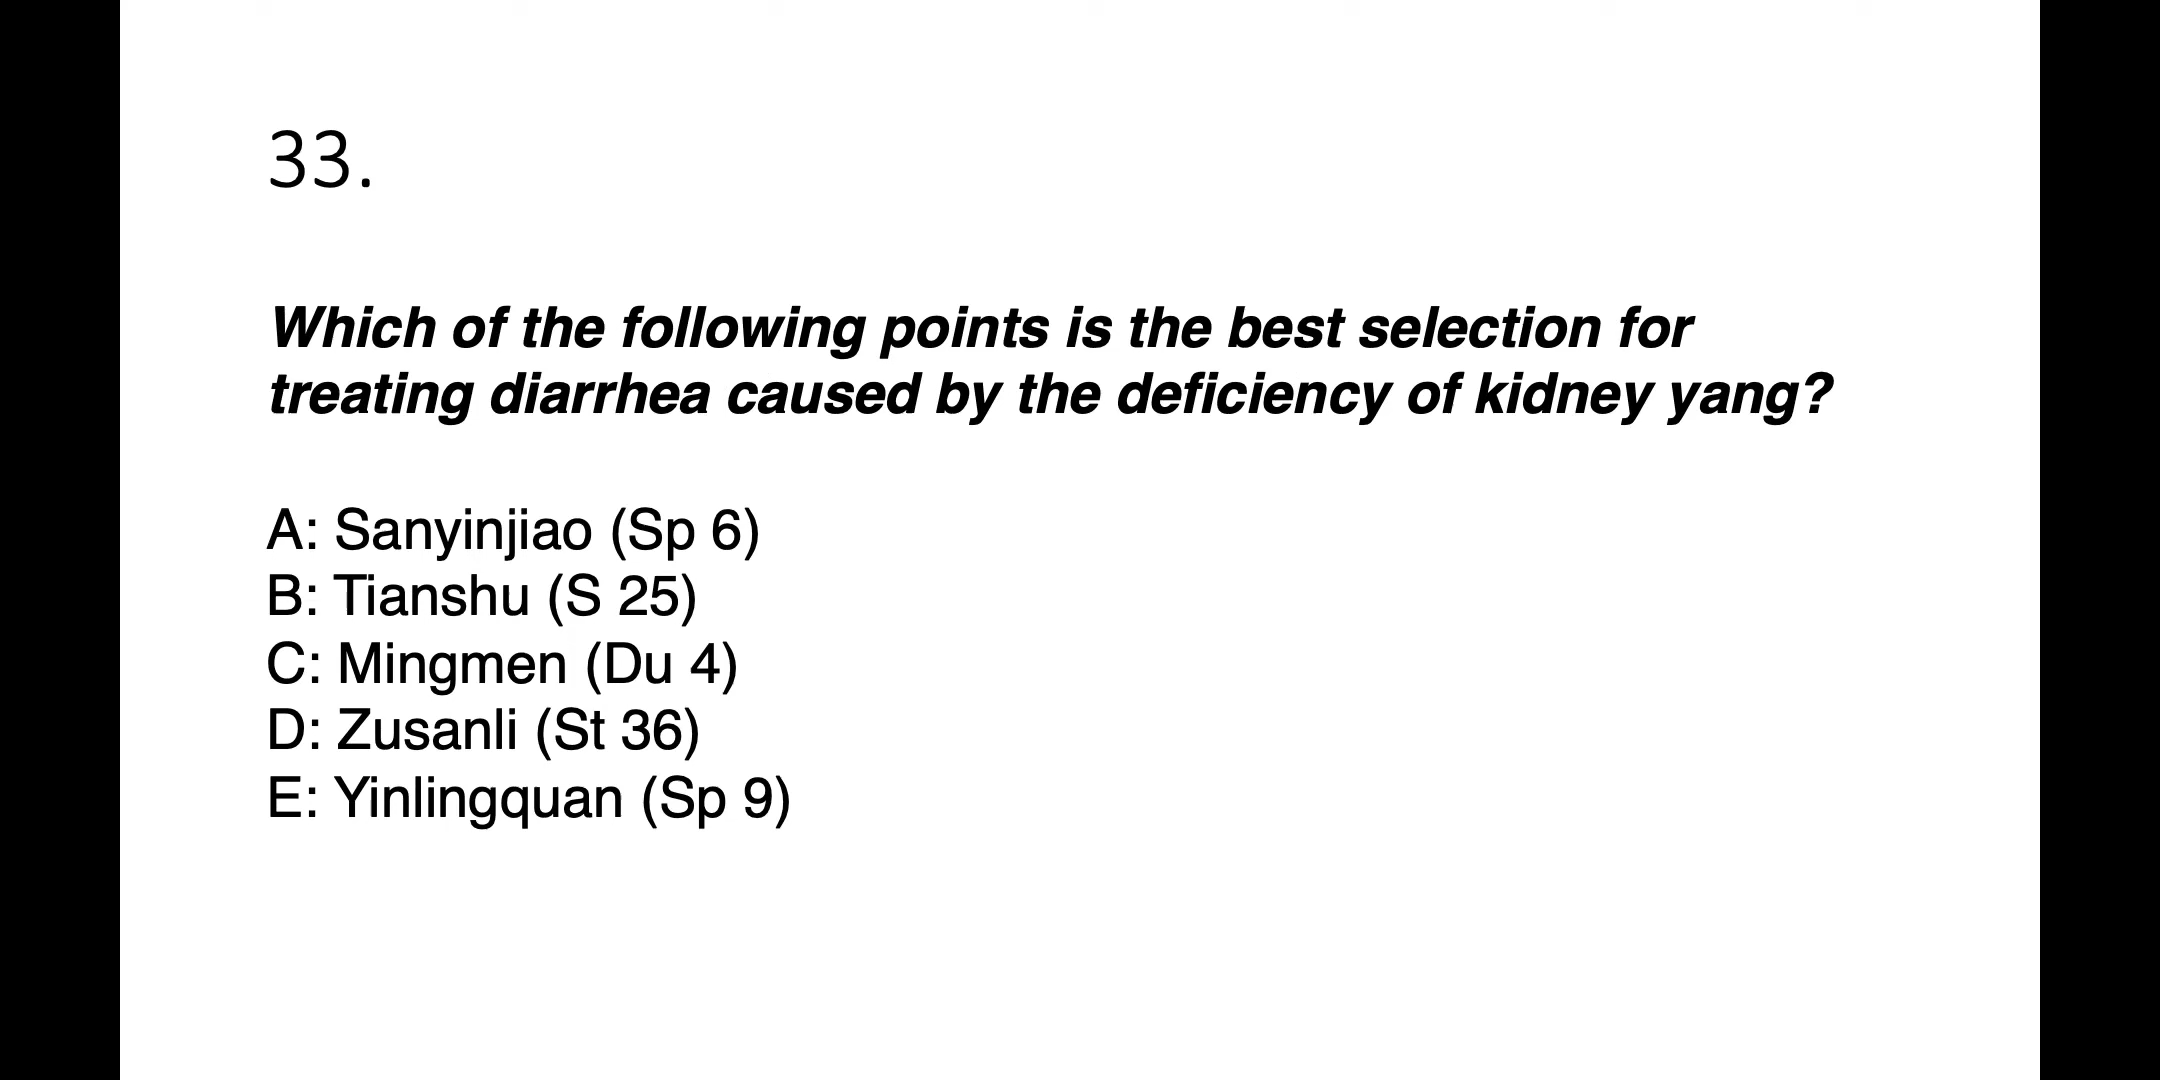 33.
Which of the following points is the best selection for
treating diarrhea caused by the deficiency of kidney yang?
A: Sanyinjiao (Sp 6)
B: Tianshu (S 25)
C: Mingmen (Du 4)
D: Zusanli (St 36)
E: Yinlingquan (Sp 9)